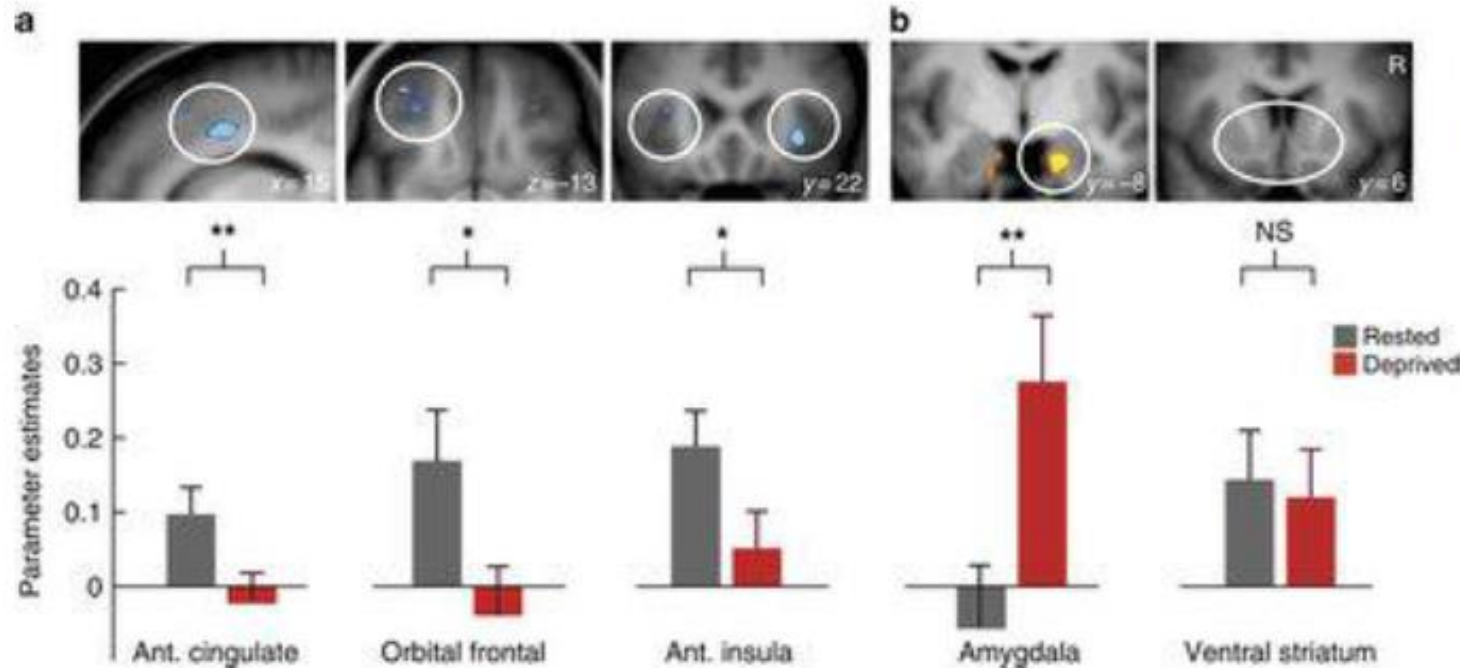 a
b
x=15
z=−13
y=22
y=−8
R
y=6
**
*
*
**
NS
0.4
0.3
0.2
0.1
0
Parameter estimates
Rested
Deprived
Ant. cingulate
Orbital frontal
Ant. insula
Amygdala
Ventral striatum